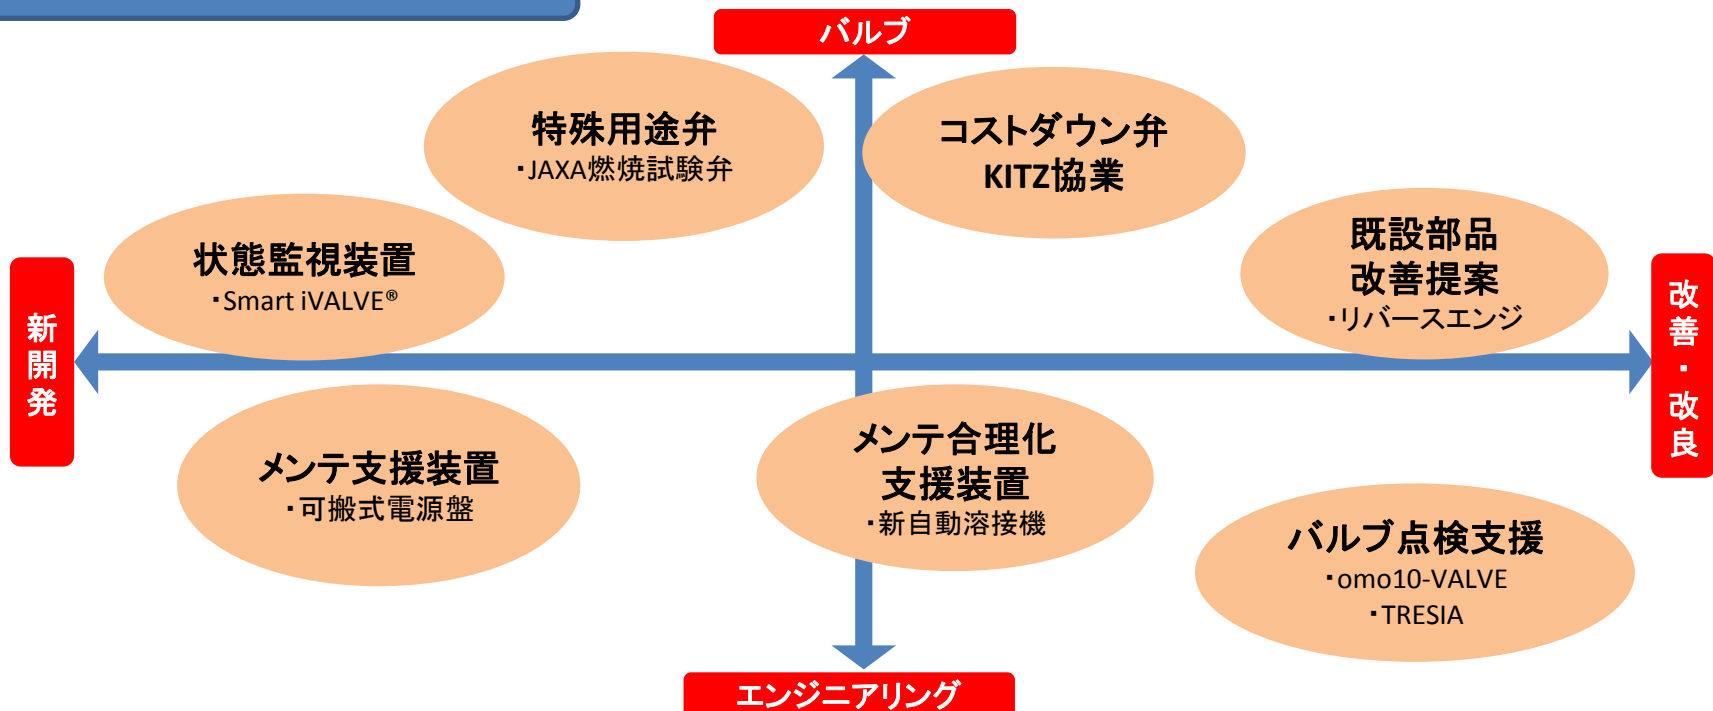 バルブ
特殊用途弁
・JAXA燃焼試験弁
コストダウン弁
KITZ協業
状態監視装置
・Smart iVALVE®
既設部品
改善提案
・リバースエンジ
新開発
改善・改良
メンテ支援装置
・可搬式電源盤
メンテ合理化
支援装置
・新自動溶接機
バルブ点検支援
・omo10-VALVE
・TRESIA
エンジニアリング